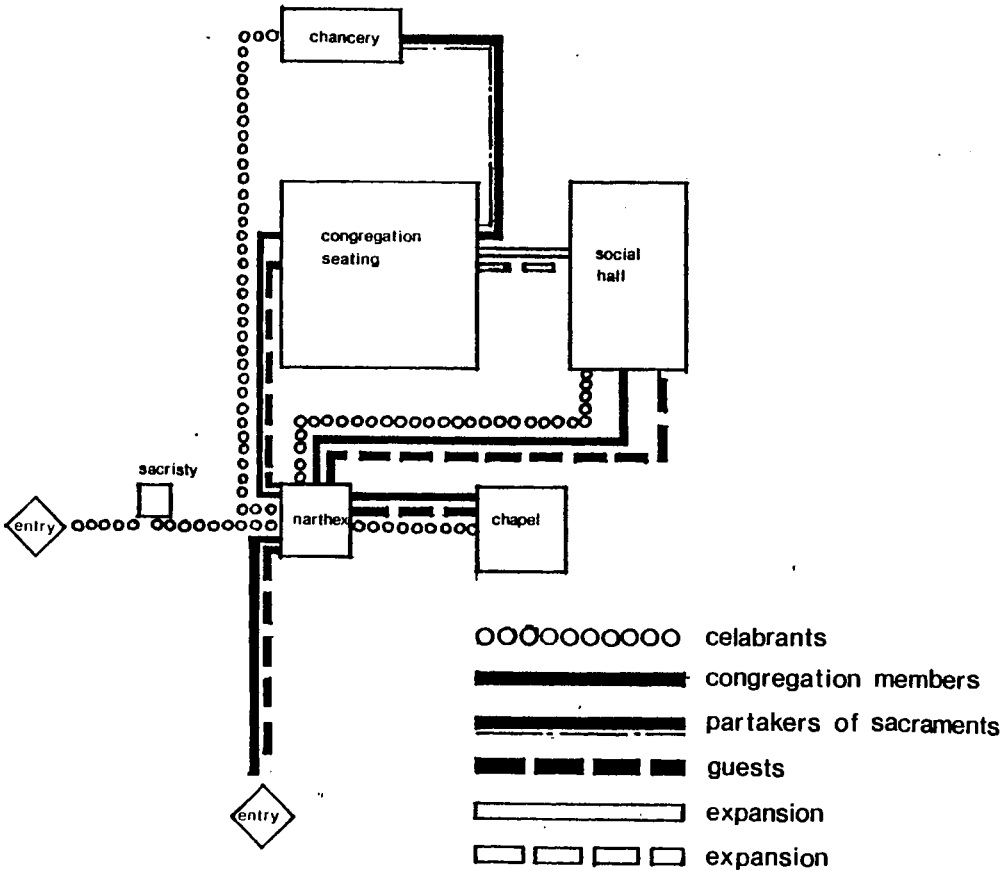 chancery
congregation
seating
social
hall
sacristy
entry
narthex
chapel
celabrants
congregation members
partakers of sacraments
guests
entry
expansion
expansion